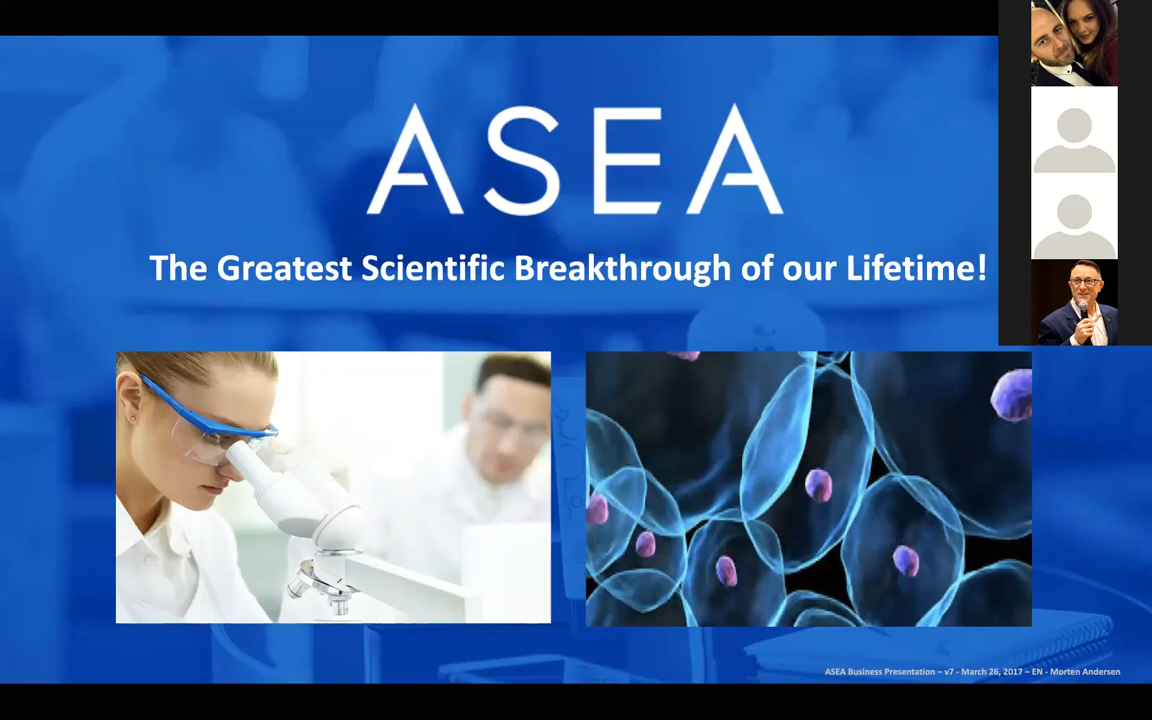 ASEA
The Greatest Scientific Breakthrough of our Lifetime!
ASEA Business Presentation – v7 - March 26, 2017 – EN - Morten Andersen